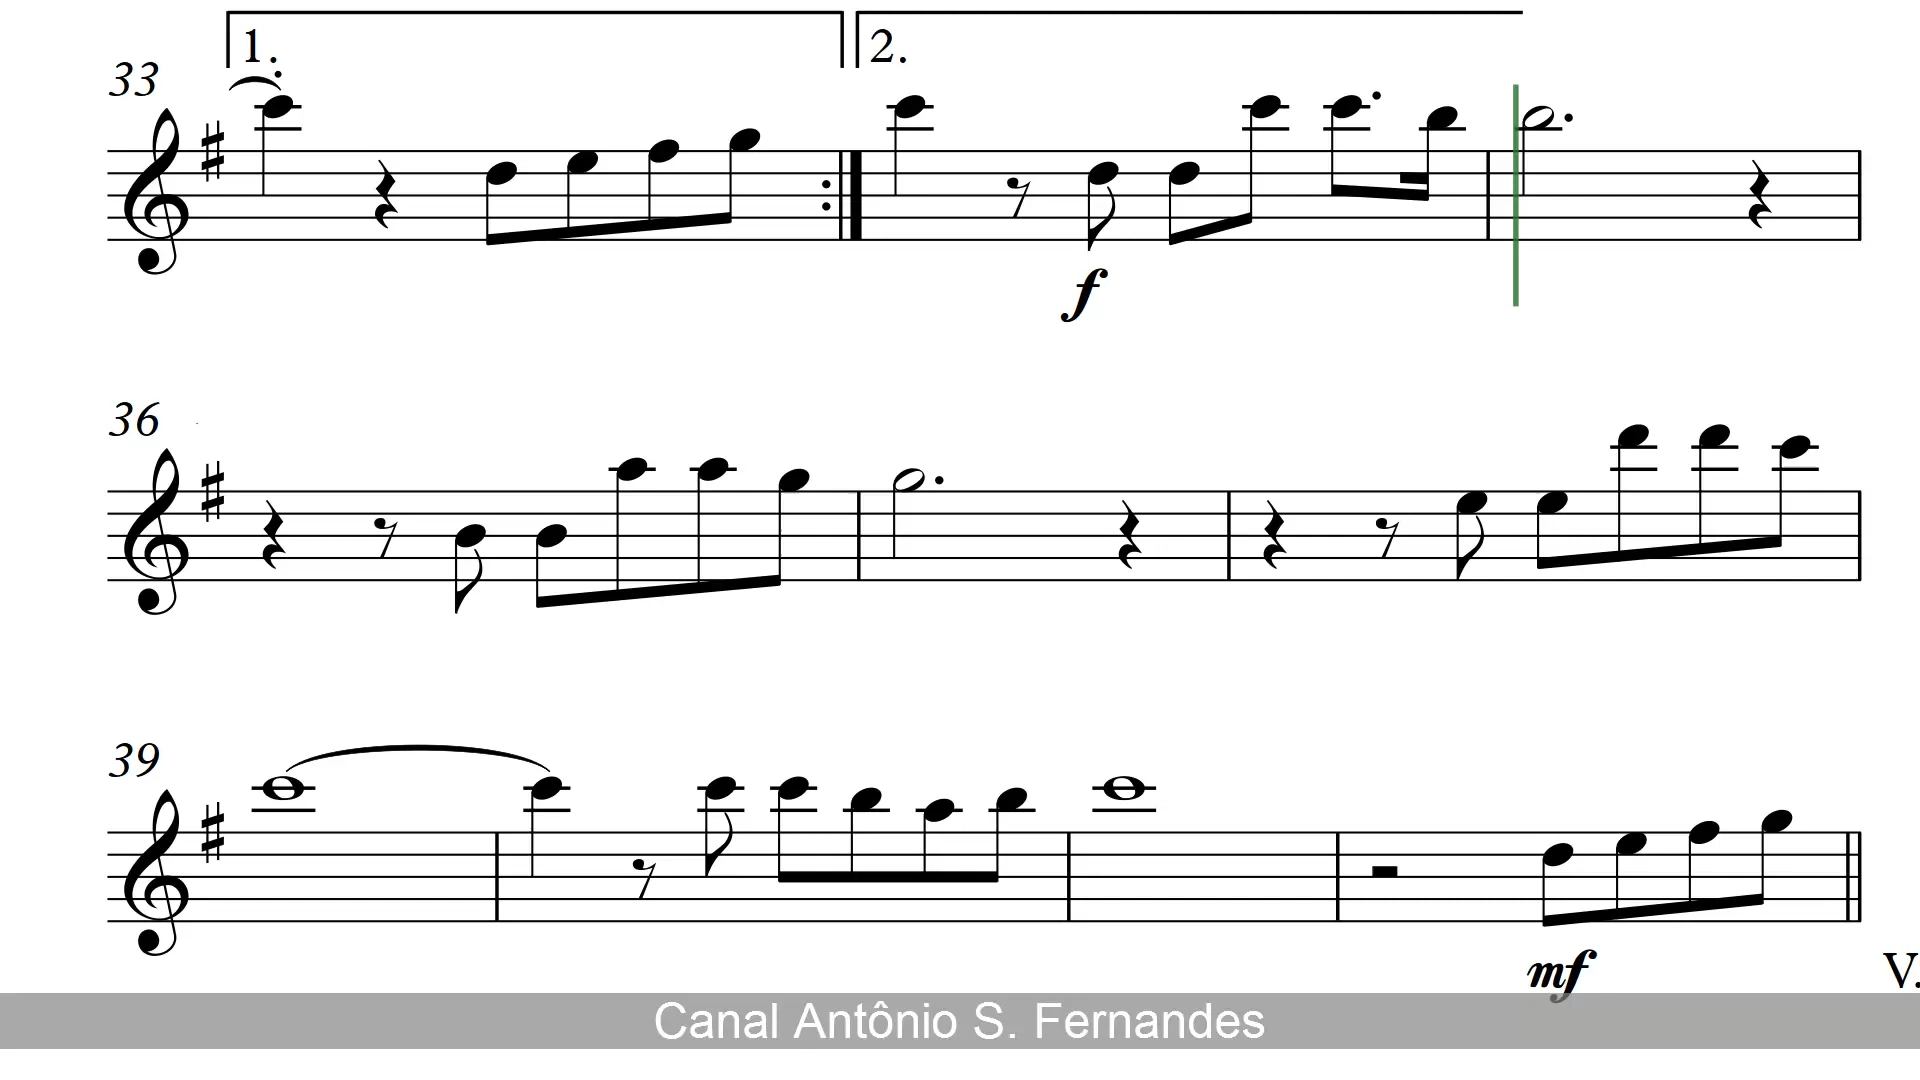 1. 2.
33
f
36
39
mf
V.
Canal Antônio S. Fernandes